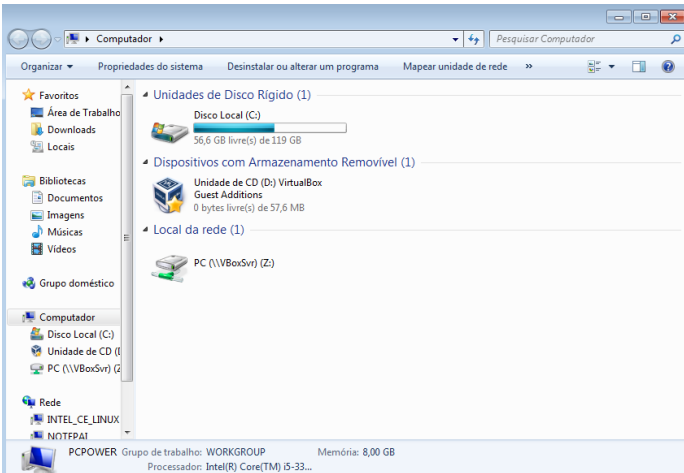 Computador
Pesquisar Computador
Organizar
Propriedades do sistema
Desinstalar ou alterar um programa
Mapear unidade de rede
»
Favoritos
Área de Trabalho
Downloads
Locais
Bibliotecas
Documentos
Imagens
Músicas
Vídeos
Grupo doméstico
Computador
Disco Local (C:)
Unidade de CD (D
PC (\\VBoxSvr) (Z
Rede
INTEL_CE_LINUX
NOTEPAI
Unidades de Disco Rígido (1)
Disco Local (C:)
56,6 GB livre(s) de 119 GB
Dispositivos com Armazenamento Removível (1)
Unidade de CD (D:) VirtualBox
Guest Additions
0 bytes livre(s) de 57,6 MB
Local da rede (1)
PC (\\VBoxSvr) (Z:)
PCPOWER Grupo de trabalho: WORKGROUP Memória: 8,00 GB
Processador: Intel(R) Core(TM) i5-33...